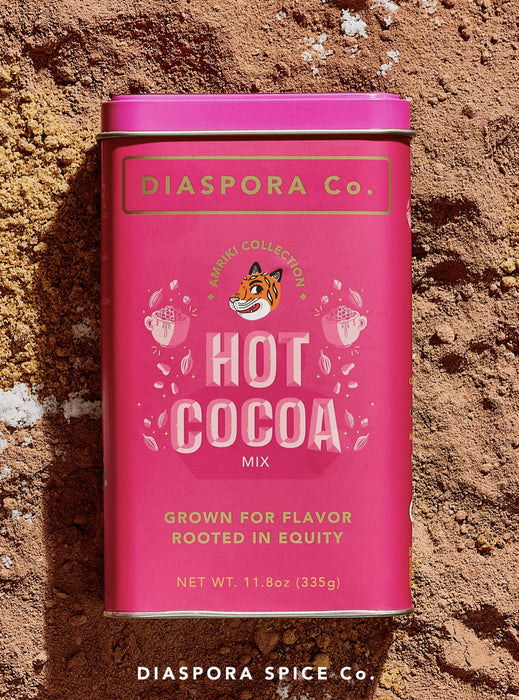 DIASPORA Co.
AMRIKI COLLECTION
HOT
COCOA
MIX
GROWN FOR FLAVOR
ROOTED IN EQUITY
NET WT. 11.8oz (335g)
DIASPORA SPICE Co.